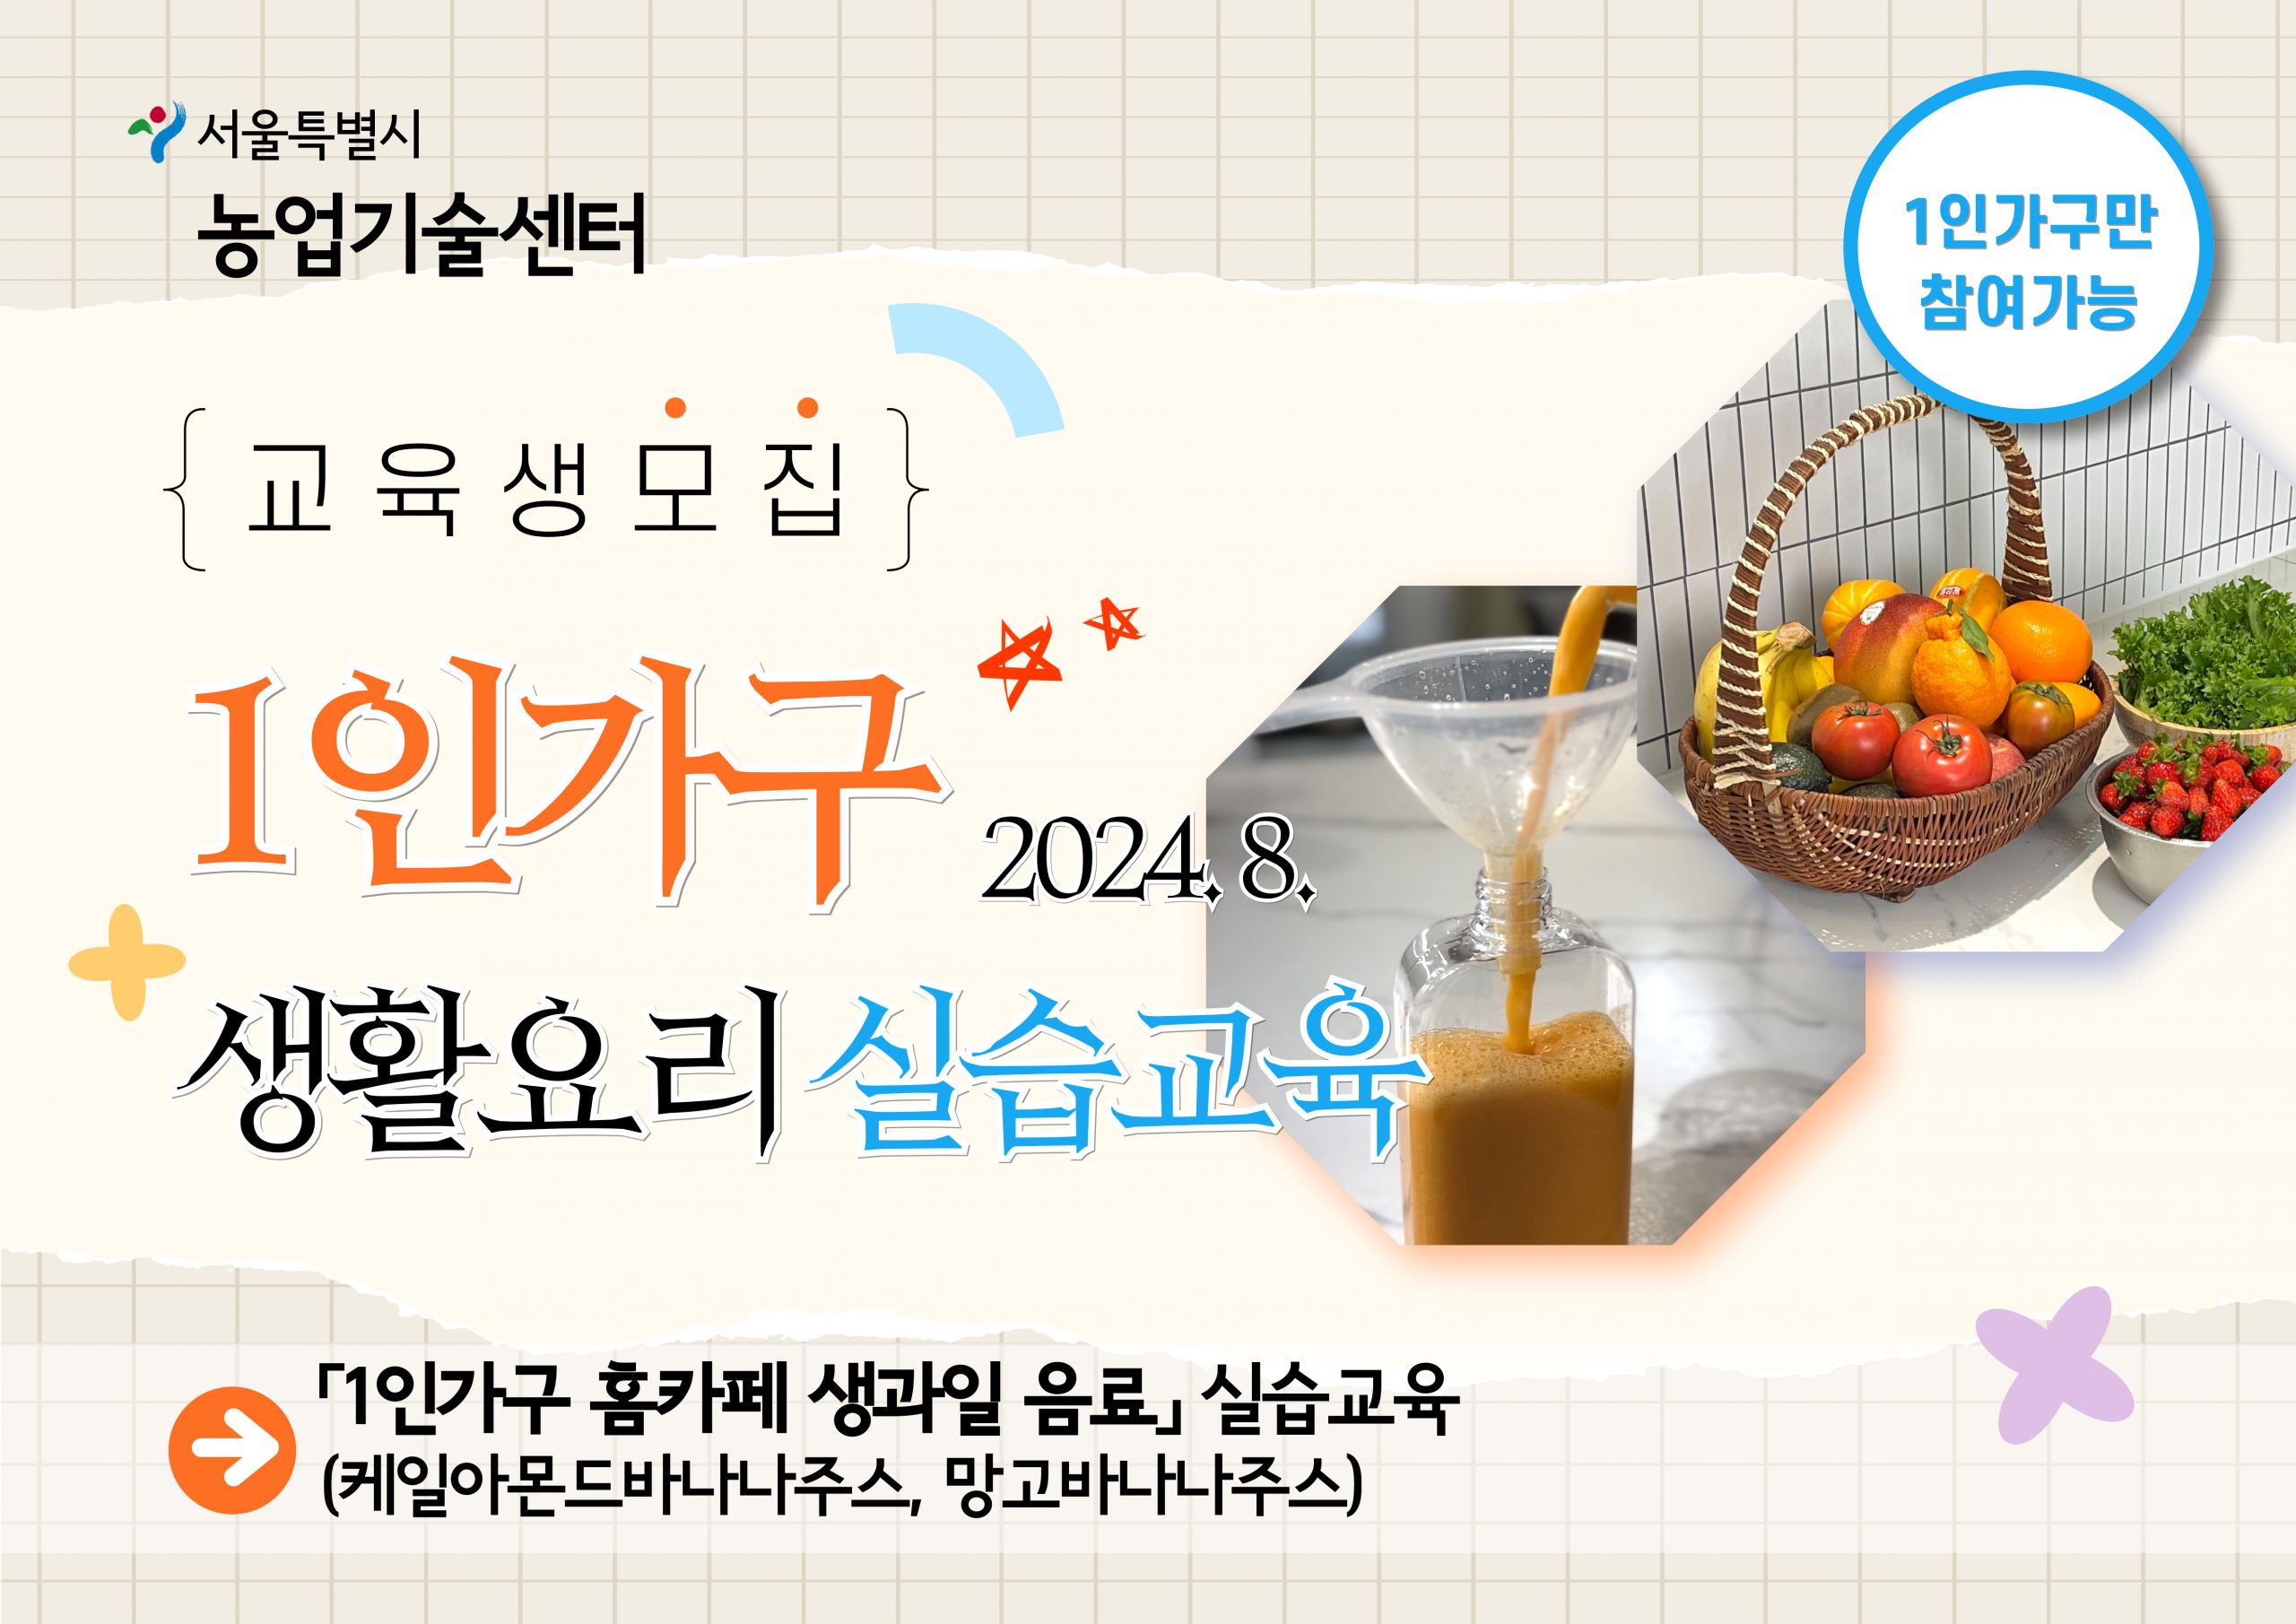 서울특별시
농업기술센터
1인가구만
참여가능
{교육생모집}
1인가구 2024. 8.
생활요리 실습교육
「1인가구 홈카페 생과일 음료」 실습교육
(케일아몬드바나나주스, 망고바나나주스)